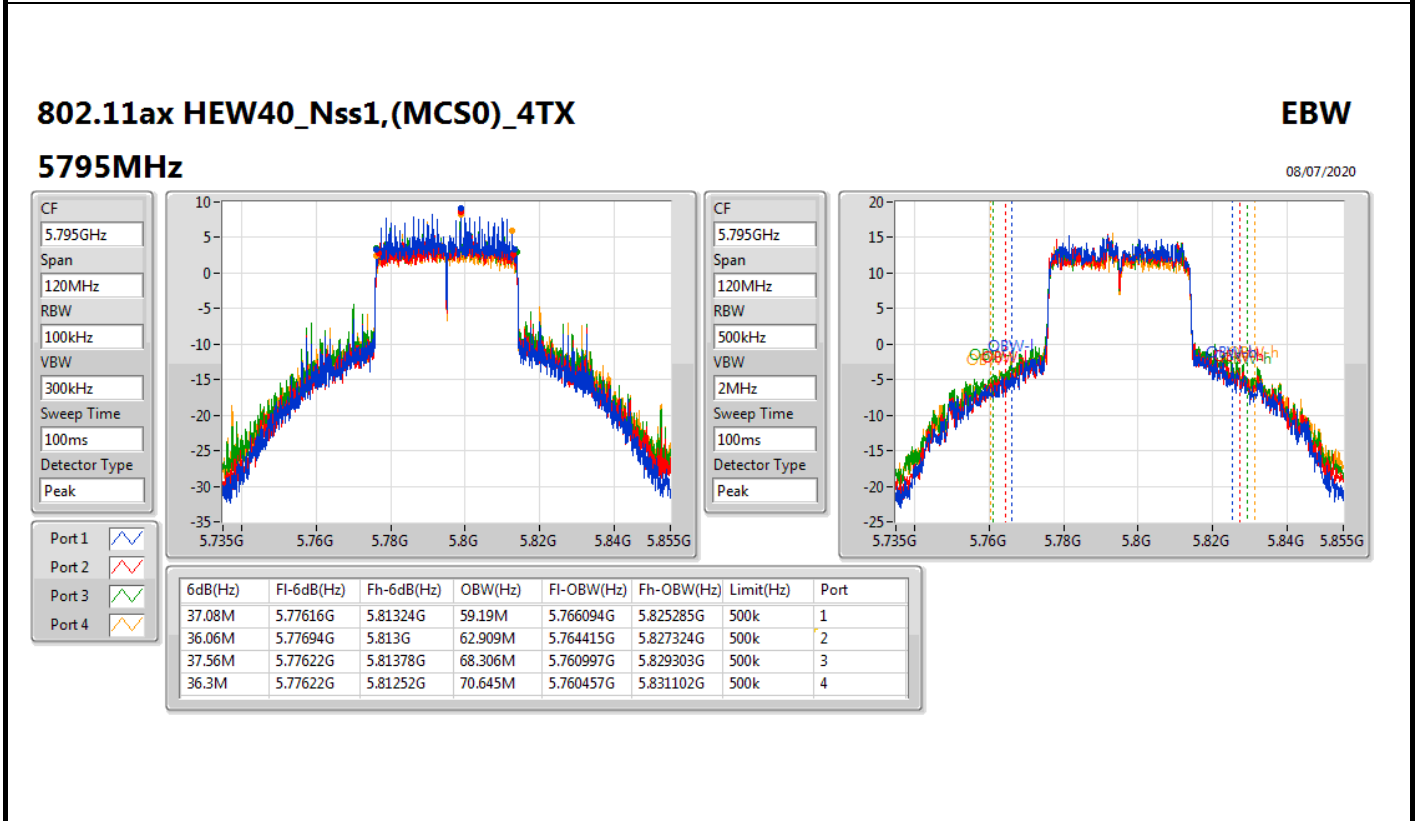 802.11ax HEW40_Nss1,(MCS0)_4TX EBW
5795MHz 08/07/2020
CF
5.795GHz
Span
120MHz
RBW
100kHz
VBW
300kHz
Sweep Time
100ms
Detector Type
Peak
10
5
0
-5
-10
-15
-20
-25
-30
-35
5.735G 5.76G 5.78G 5.8G 5.82G 5.84G 5.855G
CF
5.795GHz
Span
120MHz
RBW
500kHz
VBW
2MHz
Sweep Time
100ms
Detector Type
Peak
20
15
10
5
0
-5
-10
-15
-20
-25
OBW-l
5.735G 5.76G 5.78G 5.8G 5.82G 5.84G 5.855G
Port 1
Port 2
Port 3
Port 4
6dB(Hz) Fl-6dB(Hz) Fh-6dB(Hz) OBW(Hz) Fl-OBW(Hz) Fh-OBW(Hz) Limit(Hz) Port
37.08M 5.77616G 5.81324G 59.19M 5.766094G 5.825285G 500k 1
36.06M 5.77694G 5.813G 62.909M 5.764415G 5.827324G 500k 2
37.56M 5.77622G 5.81378G 68.306M 5.760997G 5.829303G 500k 3
36.3M 5.77622G 5.81252G 70.645M 5.760457G 5.831102G 500k 4